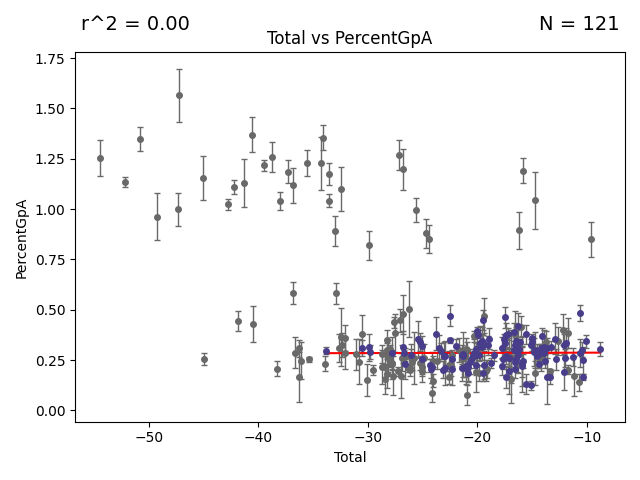 r^2 = 0.00
N = 121
Total vs PercentGpA
1.75
1.50
1.25
1.00
0.75
0.50
0.25
0.00
PercentGpA
−50
−40
−30
−20
−10
Total